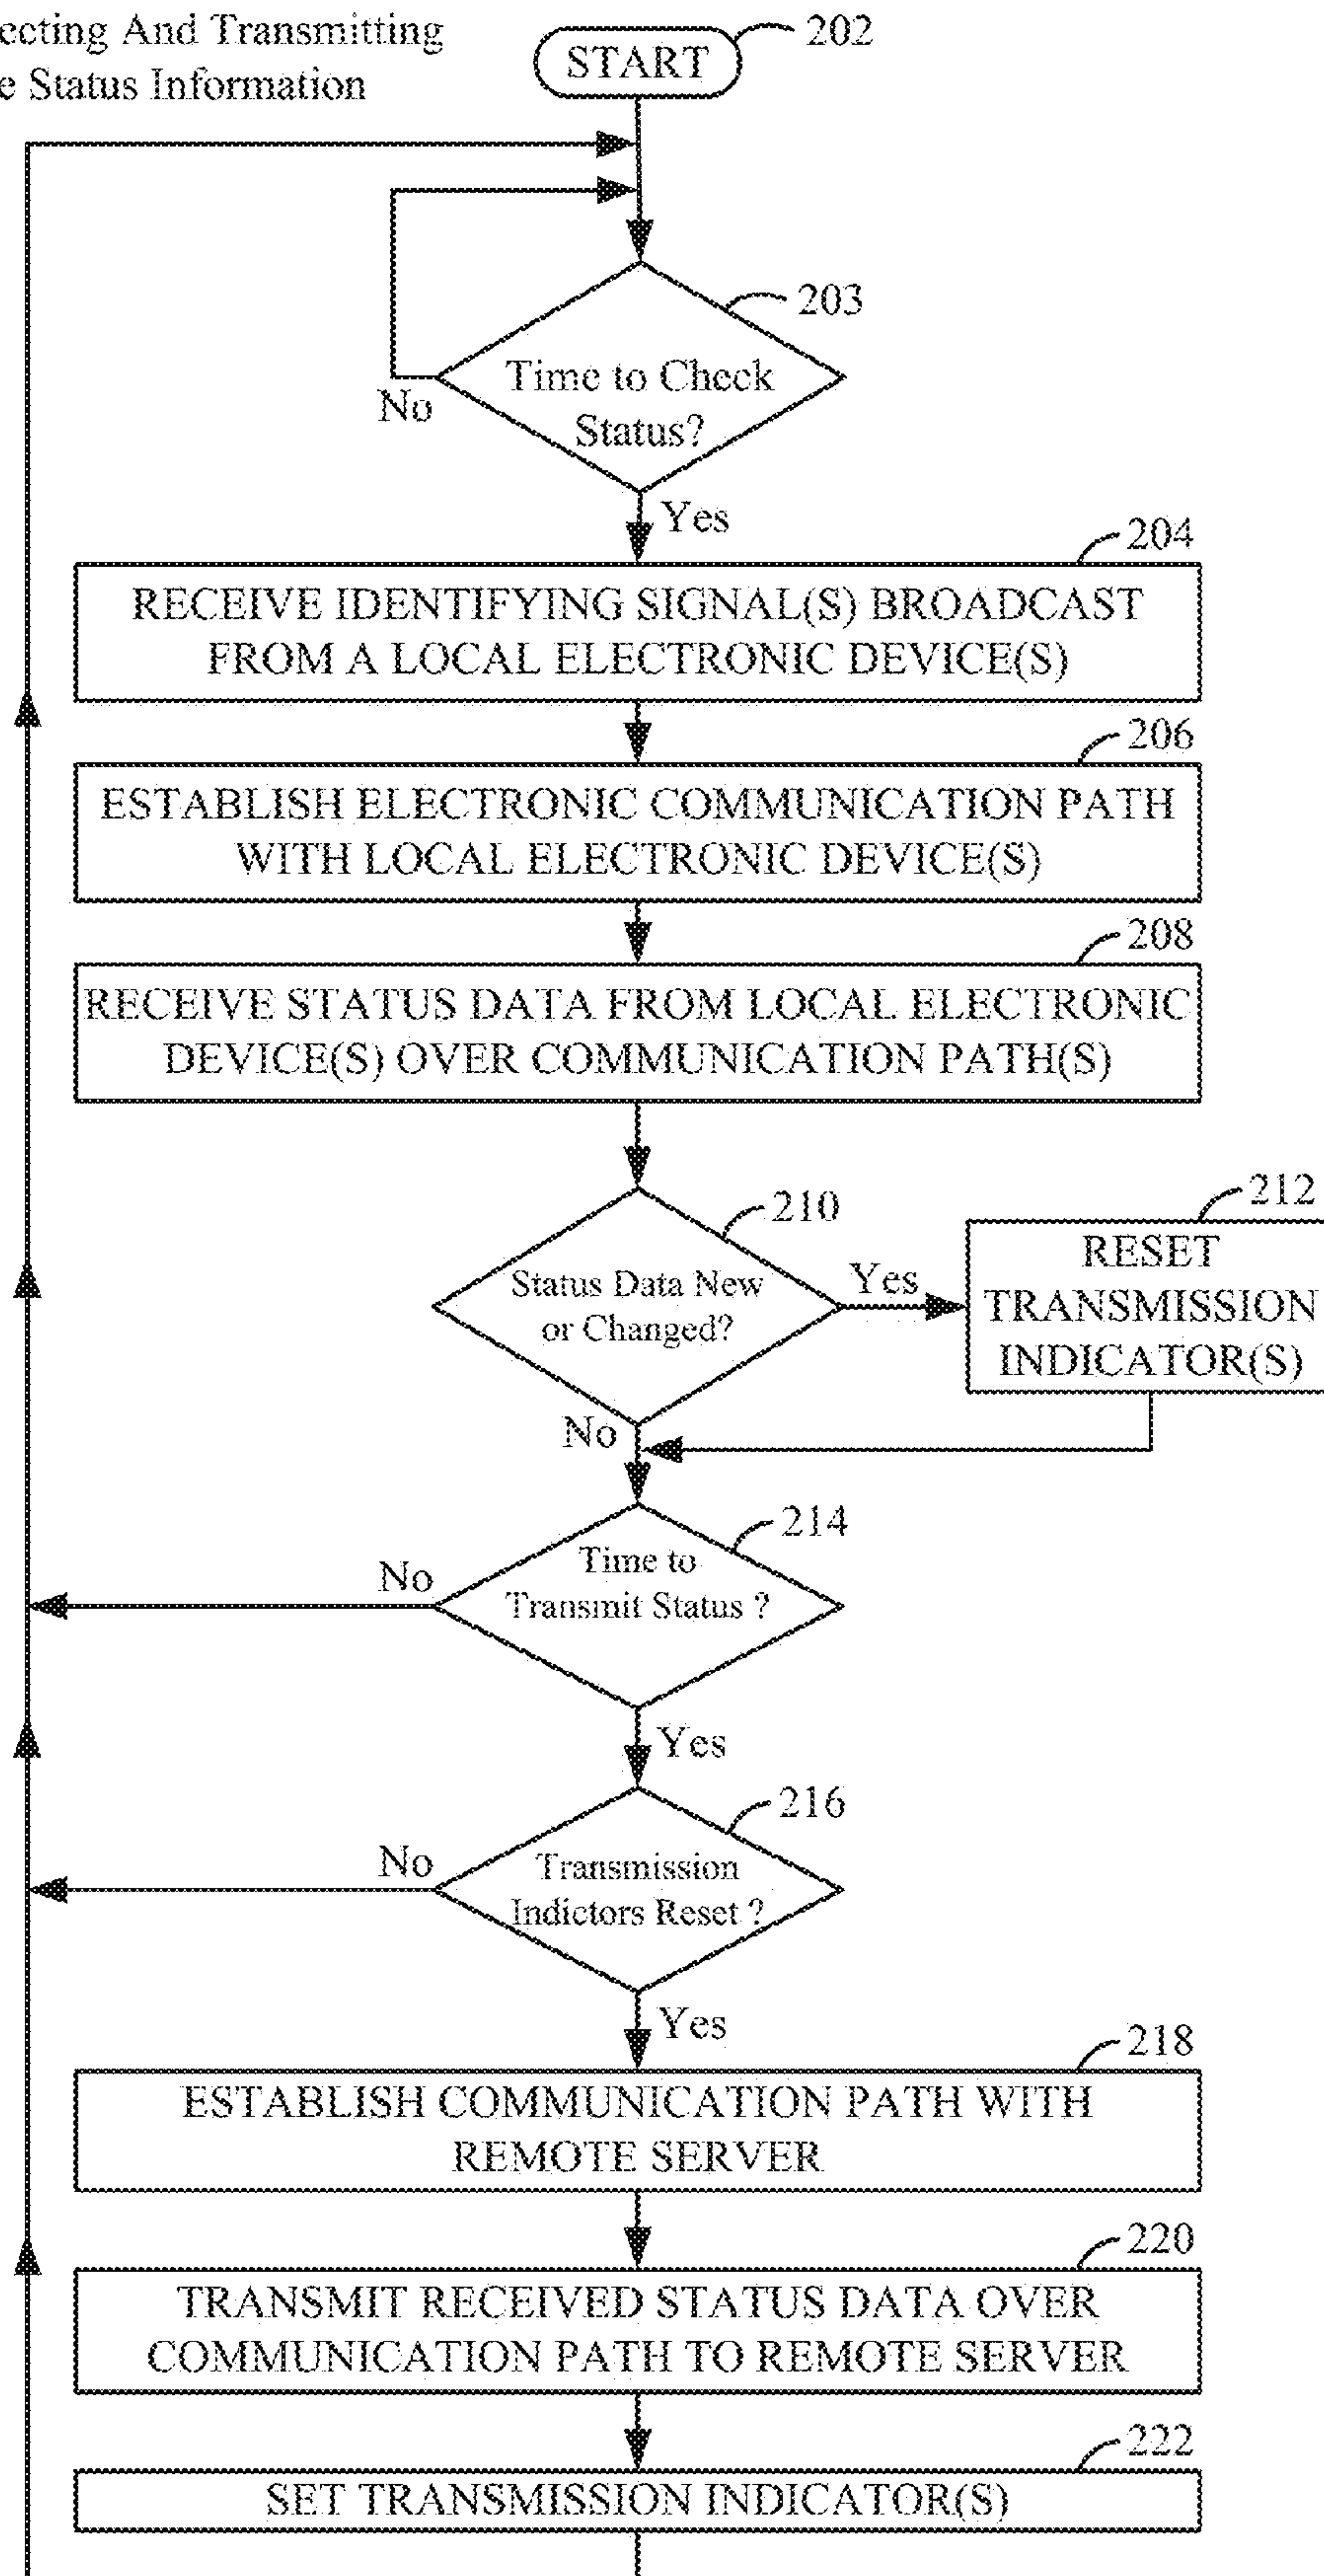 ecting And Transmitting
e Status Information
START
202
203
Time to Check
Status?
No
Yes
204
RECEIVE IDENTIFYING SIGNAL(S) BROADCAST
FROM A LOCAL ELECTRONIC DEVICE(S)
206
ESTABLISH ELECTRONIC COMMUNICATION PATH
WITH LOCAL ELECTRONIC DEVICE(S)
208
RECEIVE STATUS DATA FROM LOCAL ELECTRONIC
DEVICE(S) OVER COMMUNICATION PATH(S)
210
Status Data New
or Changed?
Yes
212
RESET
TRANSMISSION
INDICATOR(S)
No
214
Time to
Transmit Status ?
No
Yes
216
Transmission
Indictors Reset ?
No
Yes
218
ESTABLISH COMMUNICATION PATH WITH
REMOTE SERVER
220
TRANSMIT RECEIVED STATUS DATA OVER
COMMUNICATION PATH TO REMOTE SERVER
222
SET TRANSMISSION INDICATOR(S)